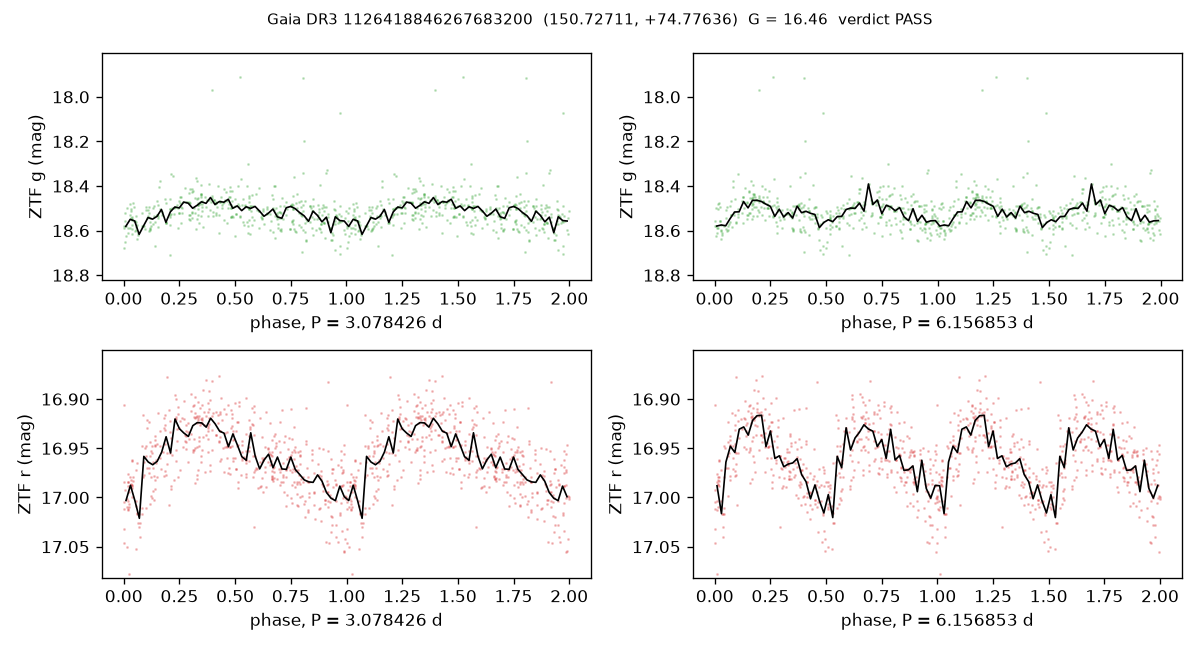 Gaia DR3 1126418846267683200 (150.72711, +74.77636) G = 16.46 verdict PASS
ZTF g (mag)
18.0
18.2
18.4
18.6
18.8
0.00 0.25 0.50 0.75 1.00 1.25 1.50 1.75 2.00
phase, P = 3.078426 d
ZTF g (mag)
18.0
18.2
18.4
18.6
18.8
0.00 0.25 0.50 0.75 1.00 1.25 1.50 1.75 2.00
phase, P = 6.156853 d
ZTF r (mag)
16.90
16.95
17.00
17.05
0.00 0.25 0.50 0.75 1.00 1.25 1.50 1.75 2.00
phase, P = 3.078426 d
ZTF r (mag)
16.90
16.95
17.00
17.05
0.00 0.25 0.50 0.75 1.00 1.25 1.50 1.75 2.00
phase, P = 6.156853 d